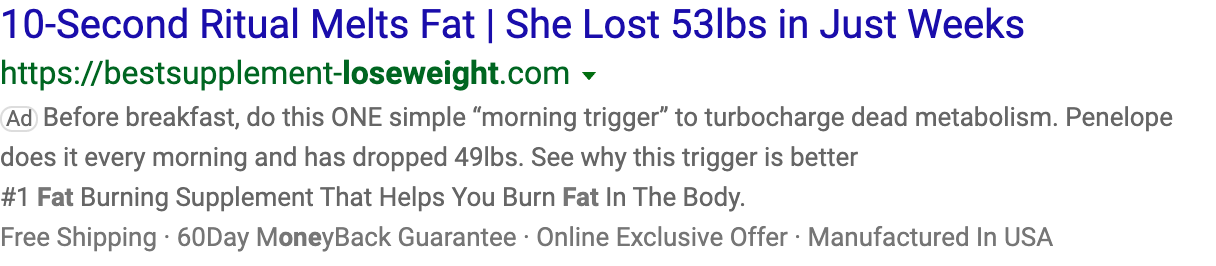 10-Second Ritual Melts Fat | She Lost 53lbs in Just Weeks
https://bestsupplement-loseweight.com
Ad Before breakfast, do this ONE simple “morning trigger” to turbocharge dead metabolism. Penelope
does it every morning and has dropped 49lbs. See why this trigger is better
#1 Fat Burning Supplement That Helps You Burn Fat In The Body.
Free Shipping · 60Day MoneyBack Guarantee · Online Exclusive Offer · Manufactured In USA